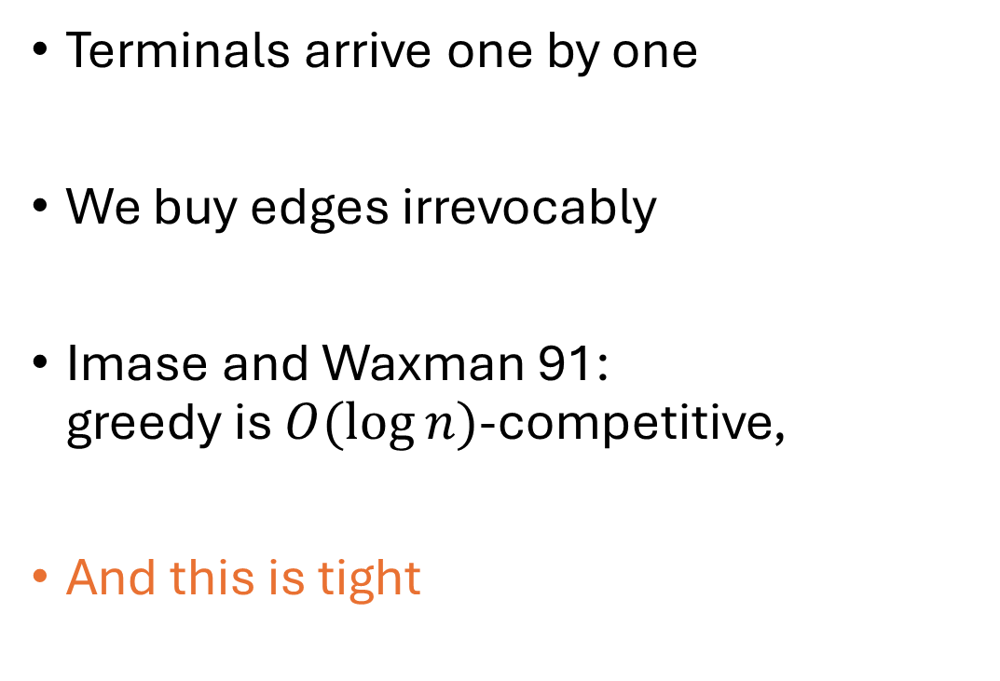 • Terminals arrive one by one
• We buy edges irrevocably
• Imase and Waxman 91:
greedy is O(log n)-competitive,
• And this is tight